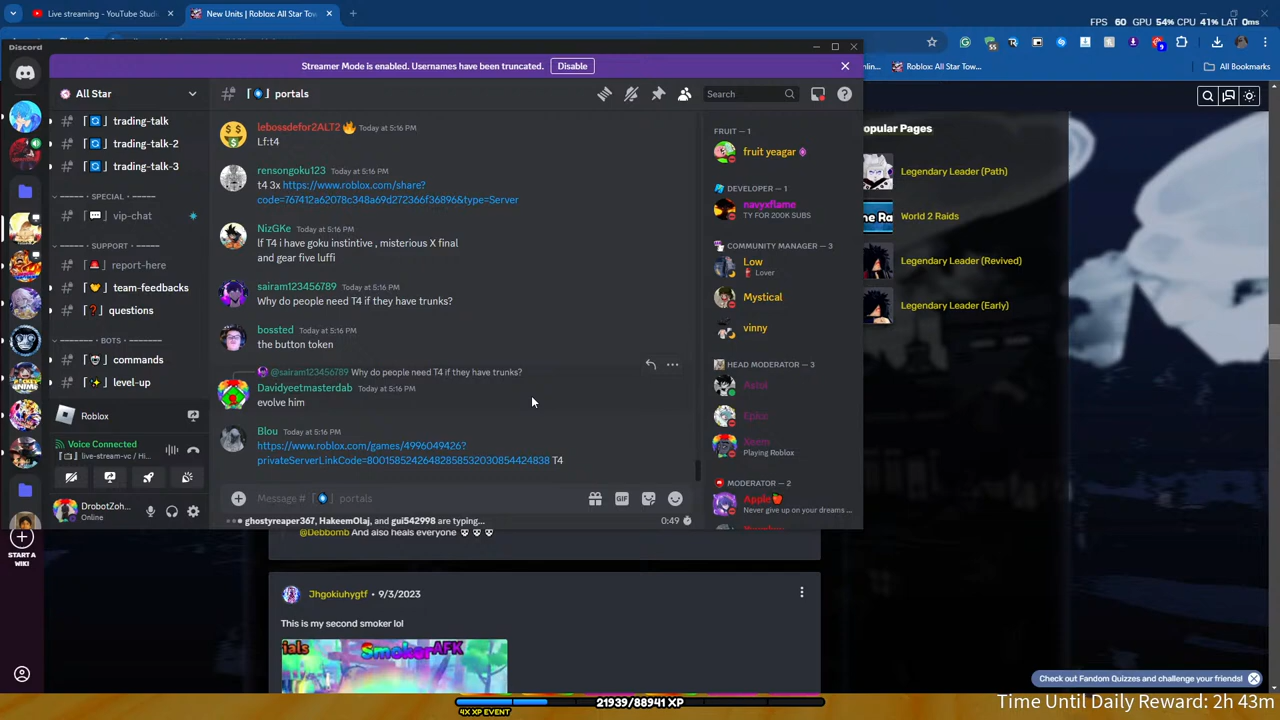 Live streaming - YouTube Studio
New Units | Roblox: All Star Tow
FPS 60 GPU 54% CPU 41% LAT 0ms
Discord
Streamer Mode is enabled. Usernames have been truncated.
Disable
Roblox: All Star Tow...
All Bookmarks
All Star
portals
Search
trading-talk
trading-talk-2
trading-talk-3
SPECIAL
vip-chat
SUPPORT
report-here
team-feedbacks
questions
BOTS
commands
level-up
Roblox
Voice Connected
live-stream-vc / Hi...
DrobotZoh...
Online
START A
WIKI
lebossdefor2ALT2 Today at 5:16 PM
Lf:t4
rensongoku123 Today at 5:16 PM
t4 3x https://www.roblox.com/share?
code=767412a62078c348a69d272366f36896&type=Server
NizGKe Today at 5:16 PM
lf T4 i have goku instintive , misterious X final
and gear five luffi
sairam123456789 Today at 5:16 PM
Why do people need T4 if they have trunks?
bossted Today at 5:16 PM
the button token
@sairam123456789 Why do people need T4 if they have trunks?
Davidyeetmasterdab Today at 5:16 PM
evolve him
Blou Today at 5:16 PM
https://www.roblox.com/games/4996049426?
privateServerLinkCode=80015852426482858532030854424838 T4
Message # portals
GIF
ghostyreaper367, HakeemOlaj, and gui542998 are typing...
0:49
FRUIT — 1
fruit yeagar
DEVELOPER — 1
navyxflame
TY FOR 200K SUBS
COMMUNITY MANAGER — 3
Low
Lover
Mystical
vinny
HEAD MODERATOR — 3
Xoem
Playing Roblox
MODERATOR — 2
Apple
Never give up on your dreams ...
opular Pages
Legendary Leader (Path)
World 2 Raids
Legendary Leader (Revived)
Legendary Leader (Early)
@Debbomb And also heals everyone
Jhgokiuhygtf • 9/3/2023
This is my second smoker lol
ials
SmokerAFK
Check out Fandom Quizzes and challenge your friends!
Time Until Daily Reward: 2h 43m
21939/88941 XP
4X XP EVENT